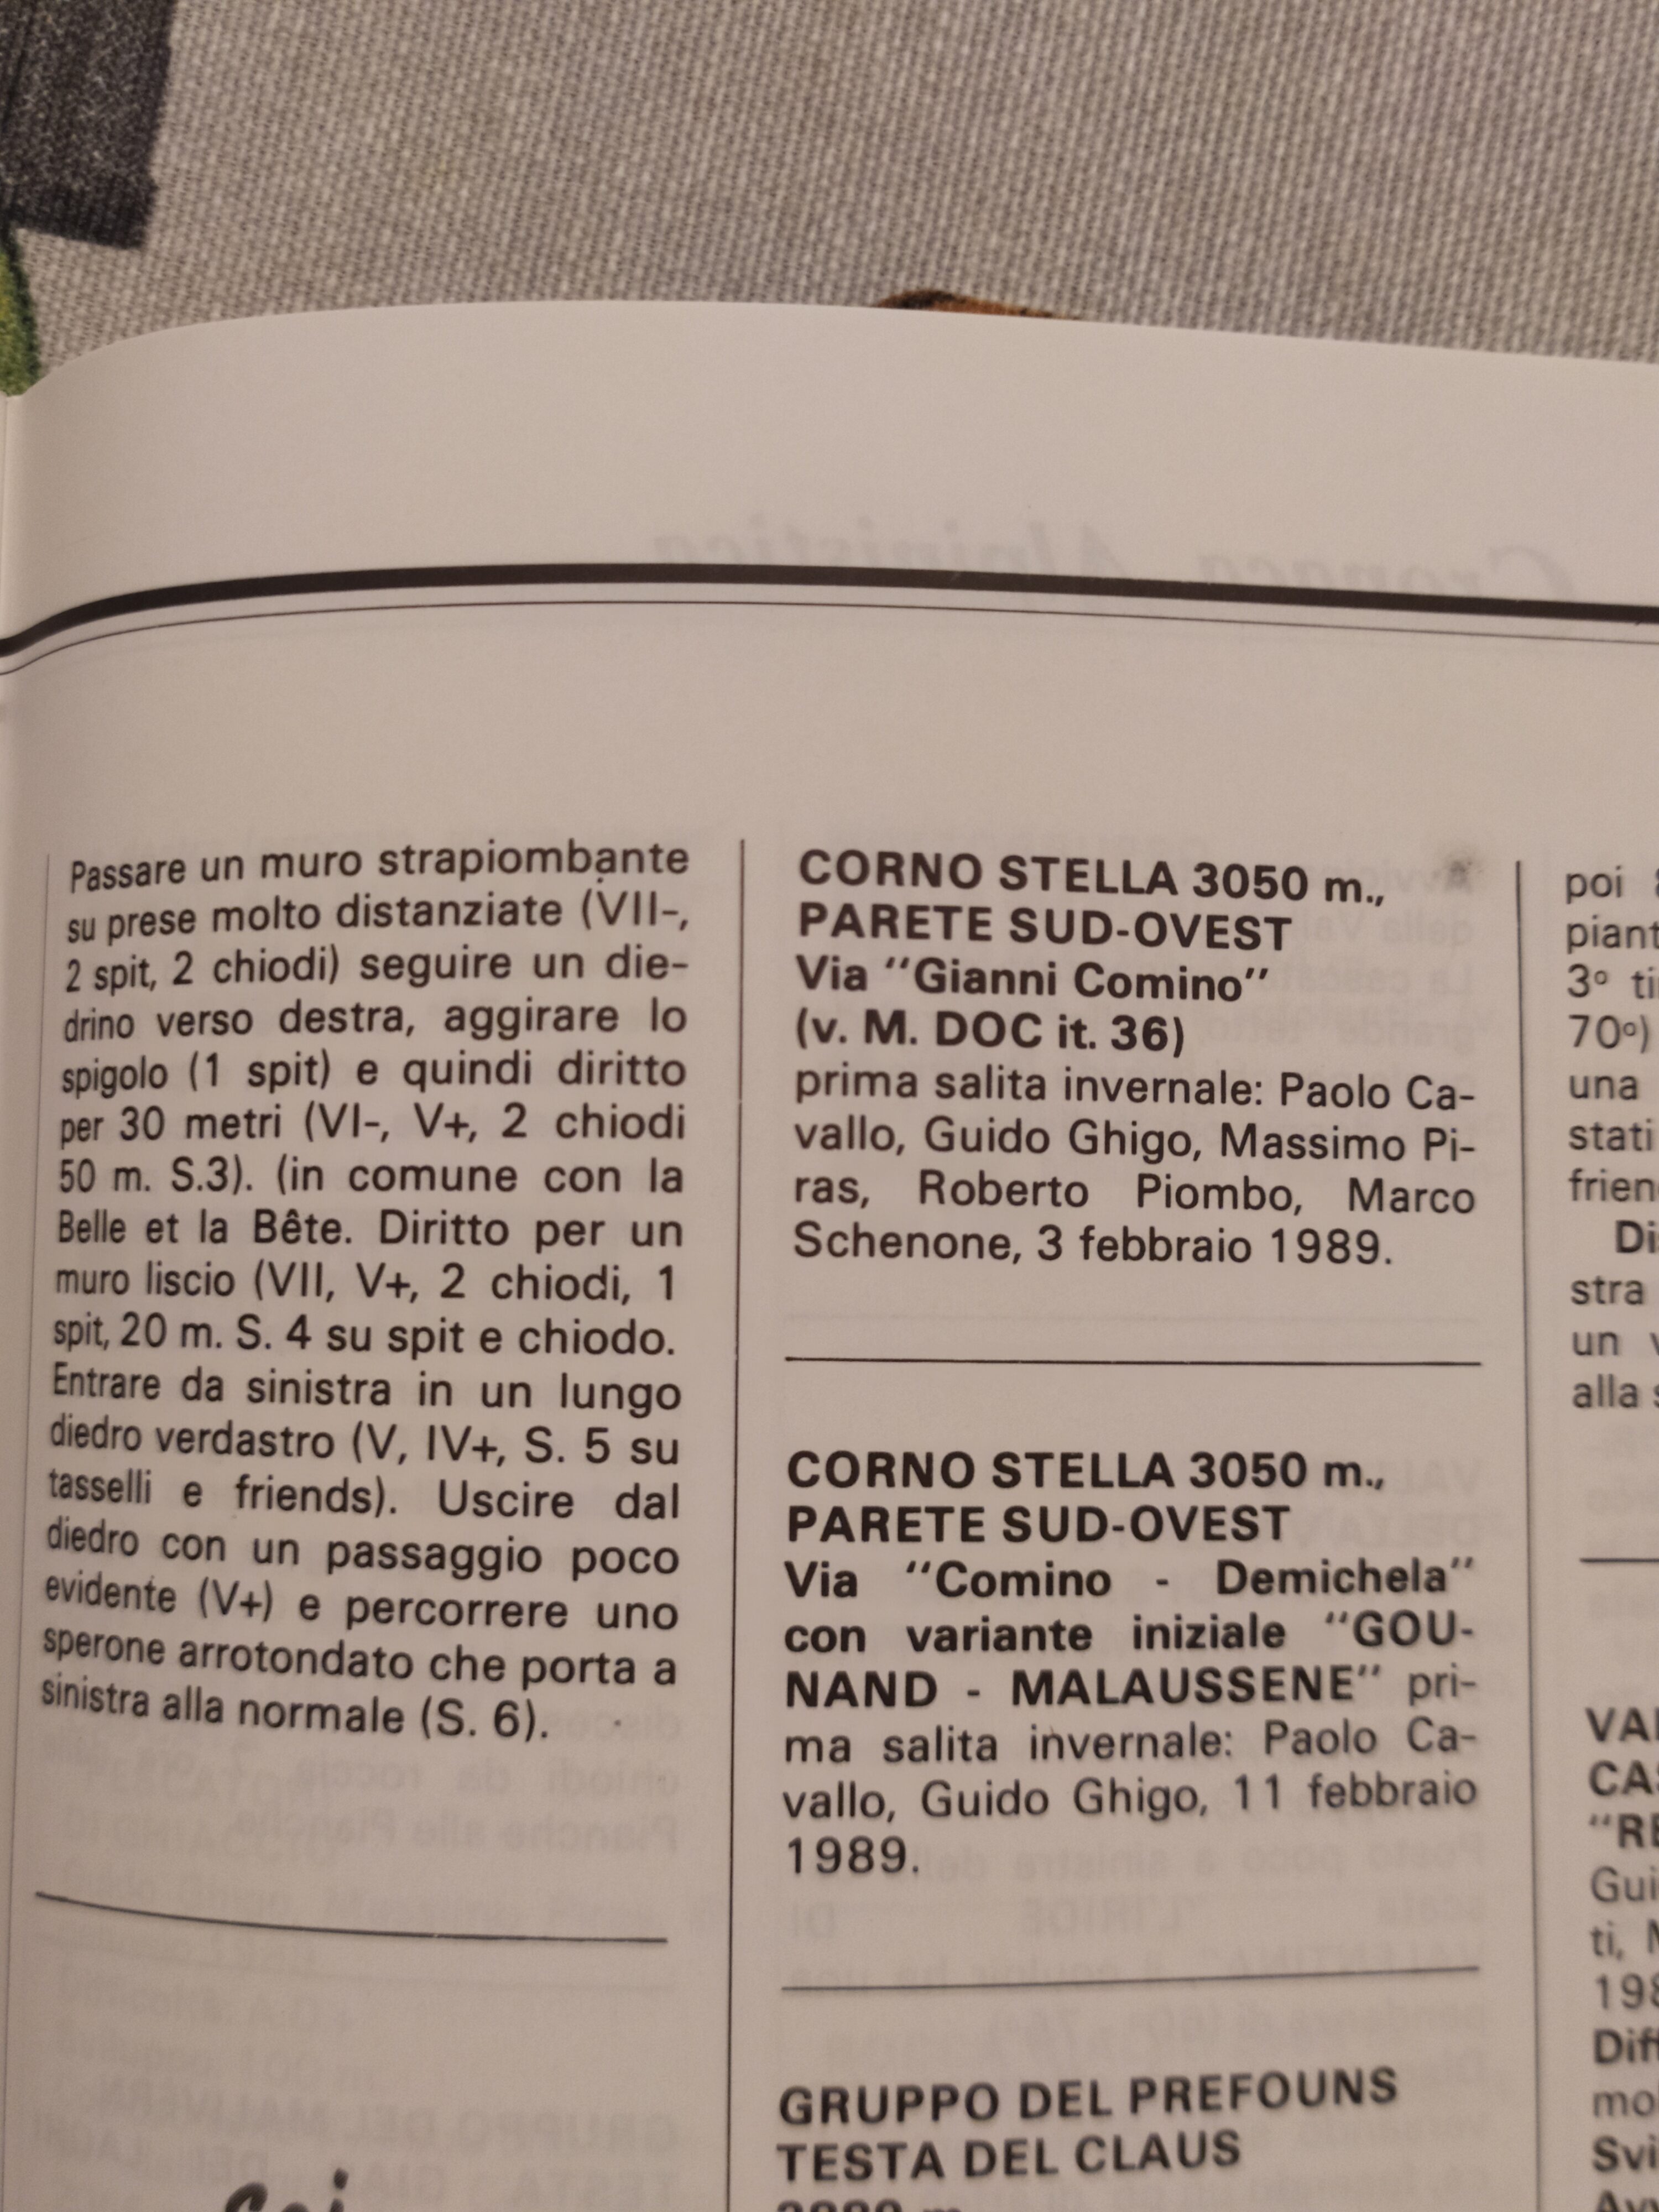 Passare un muro strapiombante
su prese molto distanziate (VII-,
2 spit, 2 chiodi) seguire un die-
drino verso destra, aggirare lo
spigolo (1 spit) e quindi diritto
per 30 metri (VI-, V+, 2 chiodi
50 m. S.3). (in comune con la
Belle et la Bête. Diritto per un
muro liscio (VII, V+, 2 chiodi, 1
spit, 20 m. S. 4 su spit e chiodo.
Entrare da sinistra in un lungo
diedro verdastro (V, IV+, S. 5 su
tasselli e friends). Uscire dal
diedro con un passaggio poco
evidente (V+) e percorrere uno
sperone arrotondato che porta a
sinistra alla normale (S. 6).
CORNO STELLA 3050 m.,
PARETE SUD-OVEST
Via "Gianni Comino"
(v. M. DOC it. 36)
prima salita invernale: Paolo Ca-
vallo, Guido Ghigo, Massimo Pi-
ras, Roberto Piombo, Marco
Schenone, 3 febbraio 1989.
CORNO STELLA 3050 m.,
PARETE SUD-OVEST
Via "Comino - Demichela"
con variante iniziale "GOU-
NAND - MALAUSSENE" pri-
ma salita invernale: Paolo Ca-
vallo, Guido Ghigo, 11 febbraio
1989.
GRUPPO DEL PREFOUNS
TESTA DEL CLAUS
poi
3º
70º)
una
stati
stra
un
alla
ti,